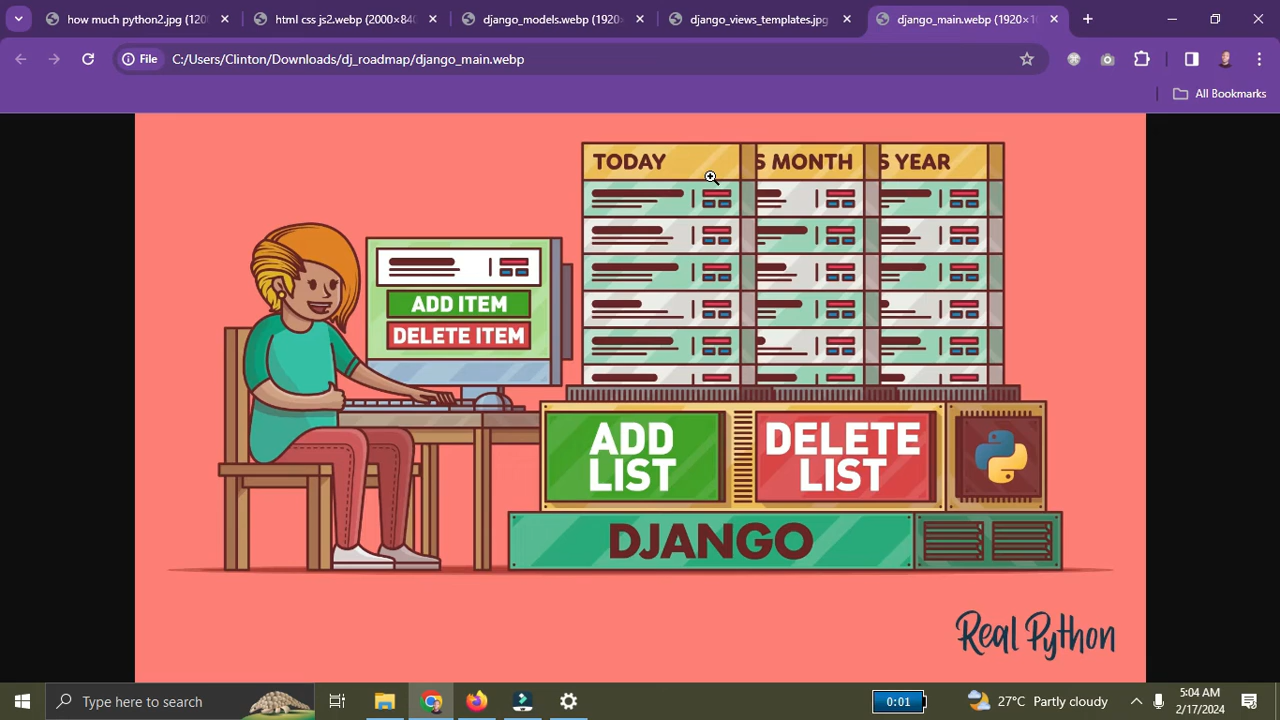 how much python2.jpg (120
html css js2.webp (2000×84
django_models.webp (1920×
django_views_templates.jpg
django_main.webp (1920×1
File
C:/Users/Clinton/Downloads/dj_roadmap/django_main.webp
All Bookmarks
TODAY
S MONTH
S YEAR
ADD ITEM
DELETE ITEM
ADD
LIST
DELETE
LIST
DJANGO
Real Python
Type here to search
0:01
27°C Partly cloudy
5:04 AM
2/17/2024